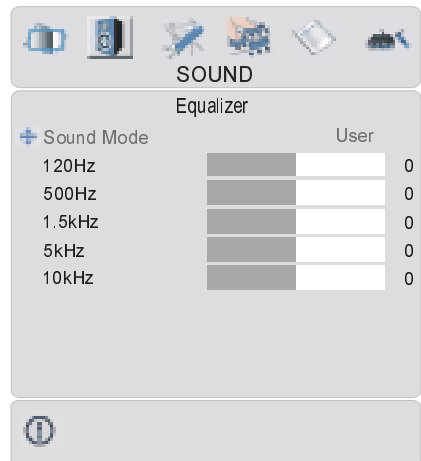 SOUND
Equalizer
Sound Mode User
120Hz 0
500Hz 0
1.5kHz 0
5kHz 0
10kHz 0